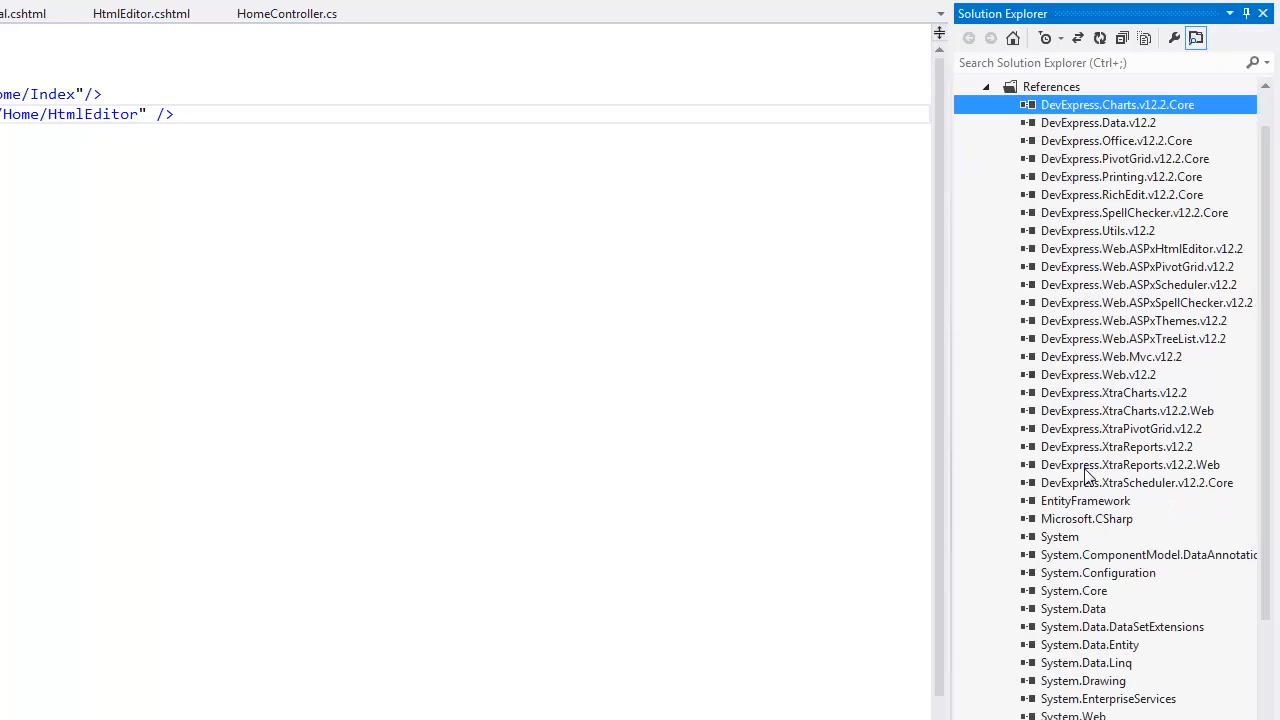 al.cshtml
HtmlEditor.cshtml
HomeController.cs
Solution Explorer
Search Solution Explorer (Ctrl+;)
ome/Index"/>
/Home/HtmlEditor" />
References
DevExpress.Charts.v12.2.Core
DevExpress.Data.v12.2
DevExpress.Office.v12.2.Core
DevExpress.PivotGrid.v12.2.Core
DevExpress.Printing.v12.2.Core
DevExpress.RichEdit.v12.2.Core
DevExpress.SpellChecker.v12.2.Core
DevExpress.Utils.v12.2
DevExpress.Web.ASPxHtmlEditor.v12.2
DevExpress.Web.ASPxPivotGrid.v12.2
DevExpress.Web.ASPxScheduler.v12.2
DevExpress.Web.ASPxSpellChecker.v12.2
DevExpress.Web.ASPxThemes.v12.2
DevExpress.Web.ASPxTreeList.v12.2
DevExpress.Web.Mvc.v12.2
DevExpress.Web.v12.2
DevExpress.XtraCharts.v12.2
DevExpress.XtraCharts.v12.2.Web
DevExpress.XtraPivotGrid.v12.2
DevExpress.XtraReports.v12.2
DevExpress.XtraReports.v12.2.Web
DevExpress.XtraScheduler.v12.2.Core
EntityFramework
Microsoft.CSharp
System
System.ComponentModel.DataAnnotatio
System.Configuration
System.Core
System.Data
System.Data.DataSetExtensions
System.Data.Entity
System.Data.Linq
System.Drawing
System.EnterpriseServices
System.Web